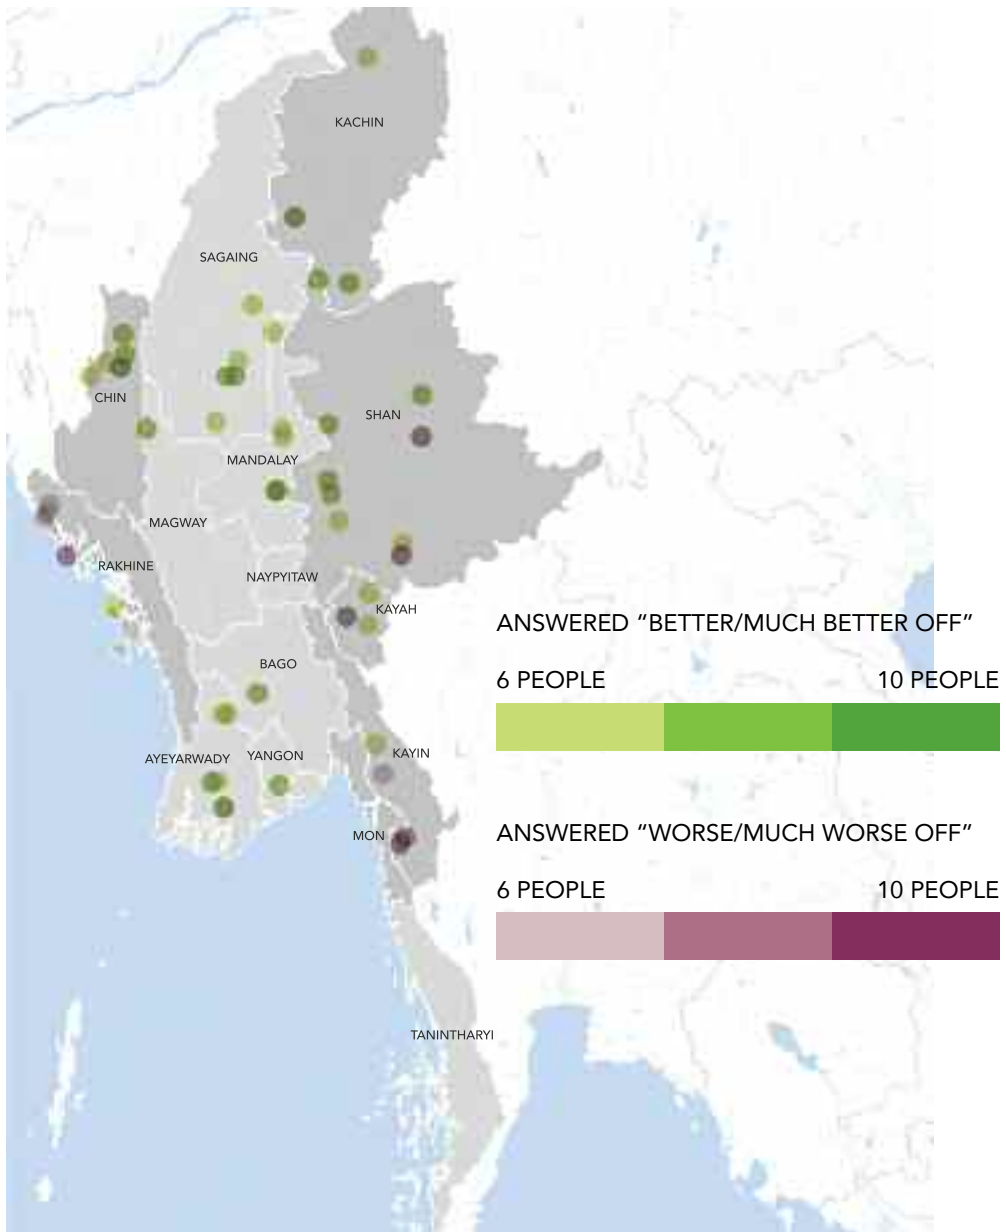 KACHIN
SAGAING
CHIN
SHAN
MANDALAY
MAGWAY
RAKHINE
NAYPYITAW
KAYAH
ANSWERED “BETTER/MUCH BETTER OFF”
BAGO
6 PEOPLE 10 PEOPLE
AYEYARWADY YANGON
KAYIN
MON
ANSWERED “WORSE/MUCH WORSE OFF”
6 PEOPLE 10 PEOPLE
TANINTHARYI